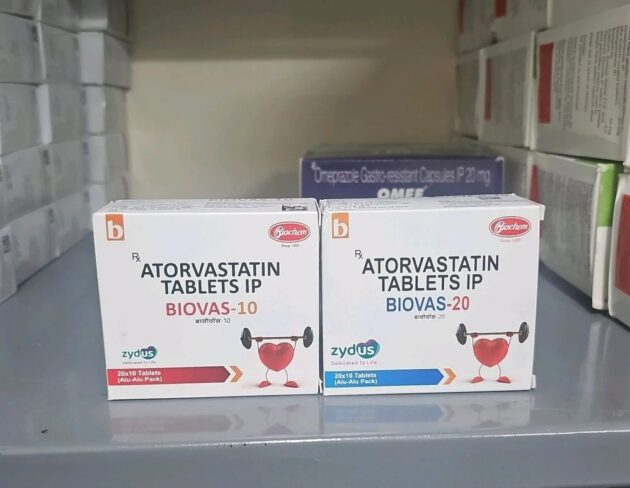 Omeprazole Gastro-resistant Capsules IP 20 mg
OMEE
b
Biochem
Rx
ATORVASTATIN
TABLETS IP
BIOVAS-10
बायोवॅस-10
zydus
Dedicated To Life
20x10 Tablets
(Alu-Alu Pack)
b
Biochem
Rx
ATORVASTATIN
TABLETS IP
BIOVAS-20
बायोवॅस-20
zydus
Dedicated To Life
20x10 Tablets
(Alu-Alu Pack)